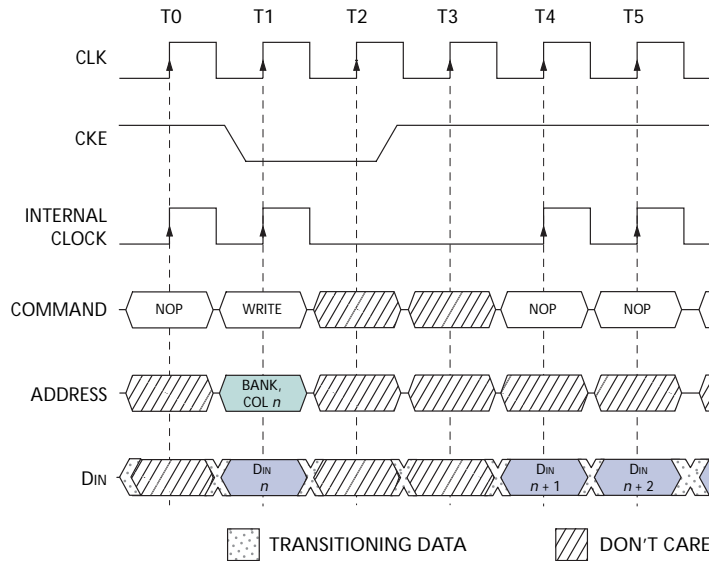 T0 T1 T2 T3 T4 T5
CLK
CKE
INTERNAL
CLOCK
COMMAND NOP WRITE NOP NOP
ADDRESS BANK,
COL n
DIN DIN
n DIN
n + 1 DIN
n + 2
TRANSITIONING DATA DON'T CARE